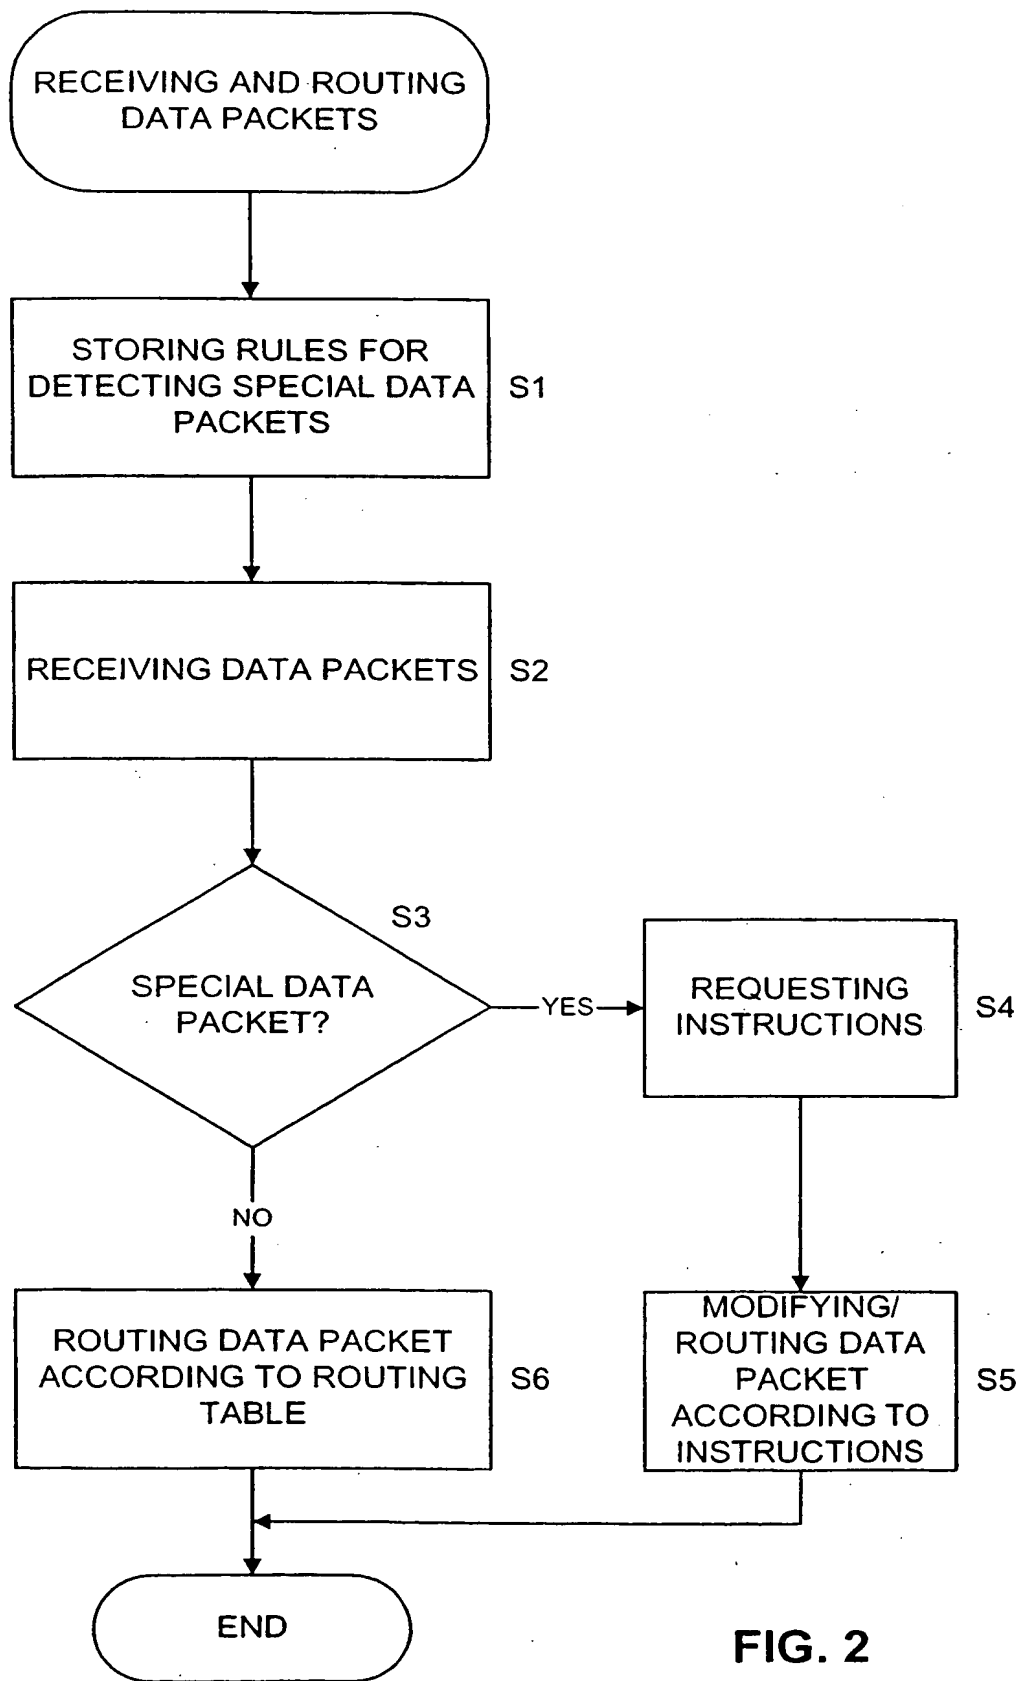 RECEIVING AND ROUTING
DATA PACKETS
STORING RULES FOR
DETECTING SPECIAL DATA
PACKETS
S1
RECEIVING DATA PACKETS
S2
S3
SPECIAL DATA
PACKET?
YES
REQUESTING
INSTRUCTIONS
S4
NO
ROUTING DATA PACKET
ACCORDING TO ROUTING
TABLE
S6
MODIFYING/
ROUTING DATA
PACKET
ACCORDING TO
INSTRUCTIONS
S5
END
FIG. 2